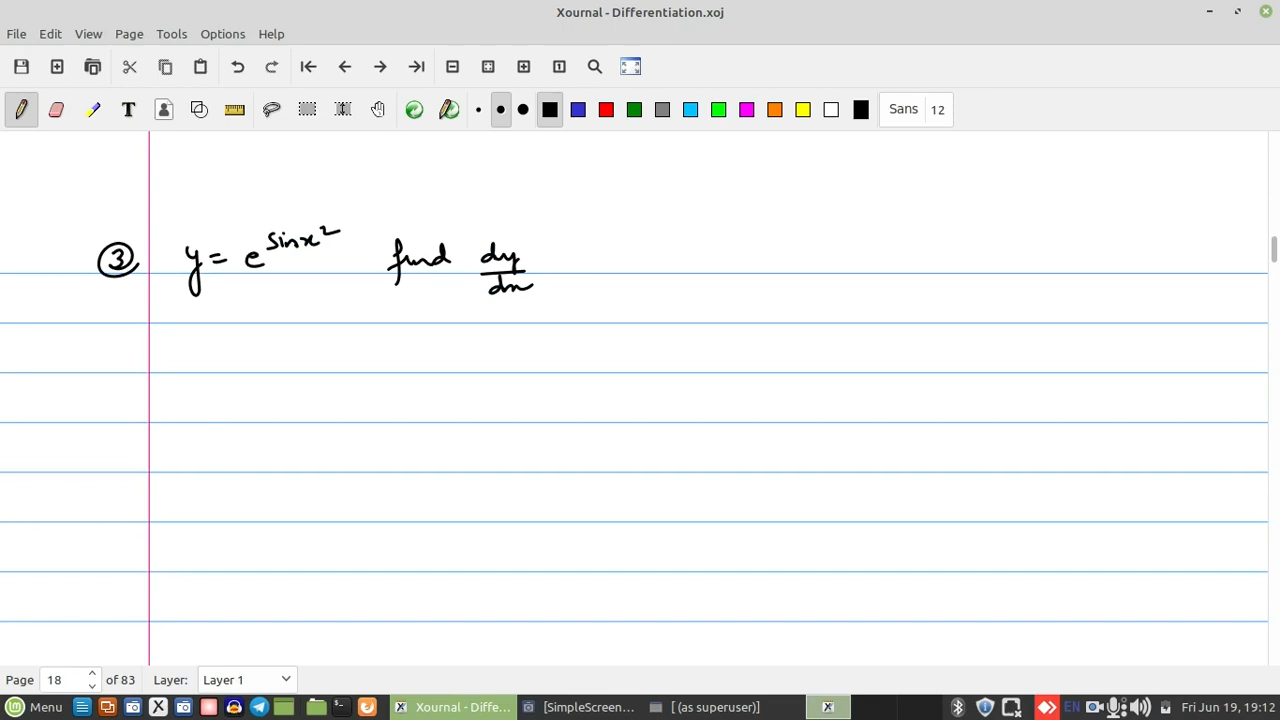 Xournal - Differentiation.xoj
File Edit View Page Tools Options Help
Sans 12
③ y = e^{sin x^2} find dy/dx
Page 18 of 83 Layer: Layer 1
Menu Xournal - Diffe... [SimpleScreen... [ (as superuser)] EN Fri Jun 19, 19:12